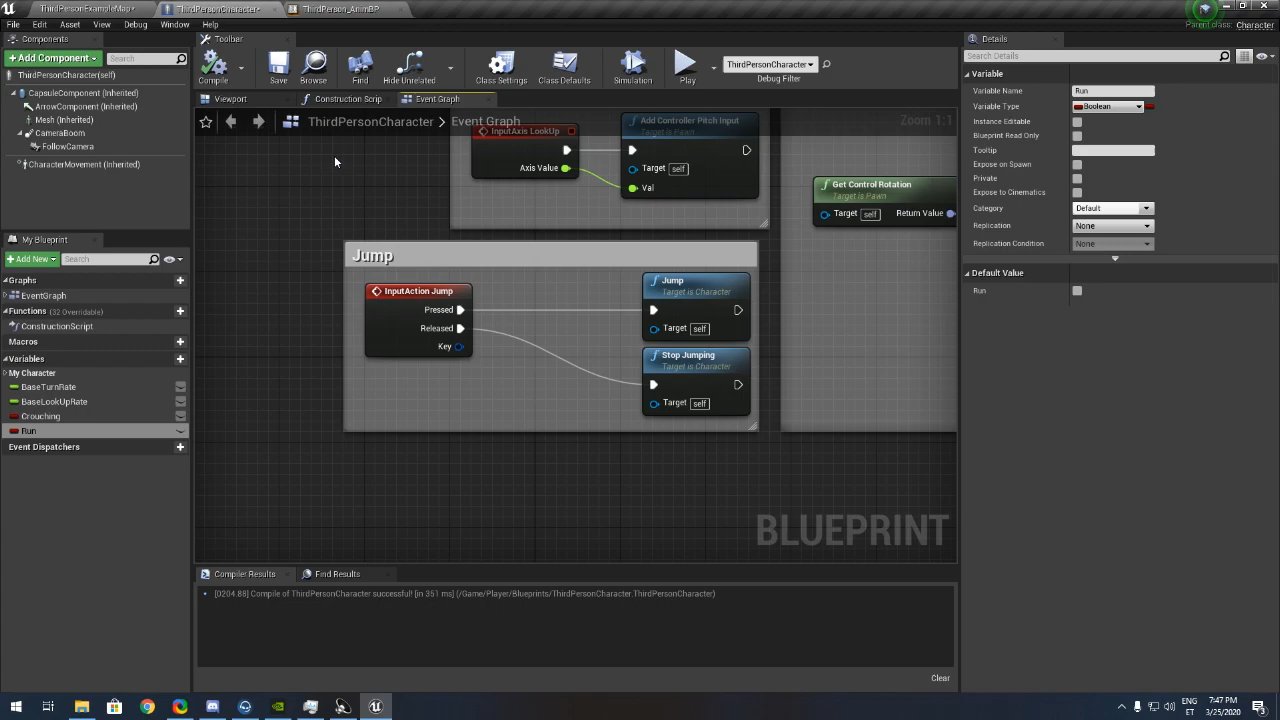 ThirdPersonExampleMap•
ThirdPersonCharacter•
ThirdPerson_AnimBP
File
Edit
Asset
View
Debug
Window
Help
Parent class: Character
Components
Toolbar
Details
Add Component
Search
ThirdPersonCharacter(self)
CapsuleComponent (Inherited)
ArrowComponent (Inherited)
Mesh (Inherited)
CameraBoom
FollowCamera
CharacterMovement (Inherited)
Compile
Save
Browse
Find
Hide Unrelated
Class Settings
Class Defaults
Simulation
Play
ThirdPersonCharacter
Debug Filter
Viewport
Construction Scrip
Event Graph
ThirdPersonCharacter > Event Graph
Zoom 1:1
InputAxis LookUp
Axis Value
Add Controller Pitch Input
Target is Pawn
Target self
Val
Get Control Rotation
Target is Pawn
Target self
Return Value
Jump
InputAction Jump
Pressed
Released
Key
Jump
Target is Character
Target self
Stop Jumping
Target is Character
Target self
BLUEPRINT
My Blueprint
Add New
Search
Graphs
EventGraph
Functions (32 Overridable)
ConstructionScript
Macros
Variables
My Character
BaseTurnRate
BaseLookUpRate
Crouching
Run
Event Dispatchers
Compiler Results
Find Results
[0204.88] Compile of ThirdPersonCharacter successful! [in 351 ms] (/Game/Player/Blueprints/ThirdPersonCharacter.ThirdPersonCharacter)
Clear
Search Details
Variable
Variable Name Run
Variable Type Boolean
Instance Editable
Blueprint Read Only
Tooltip
Expose on Spawn
Private
Expose to Cinematics
Category Default
Replication None
Replication Condition None
Default Value
Run
ENG 7:47 PM
ET 3/25/2020
3